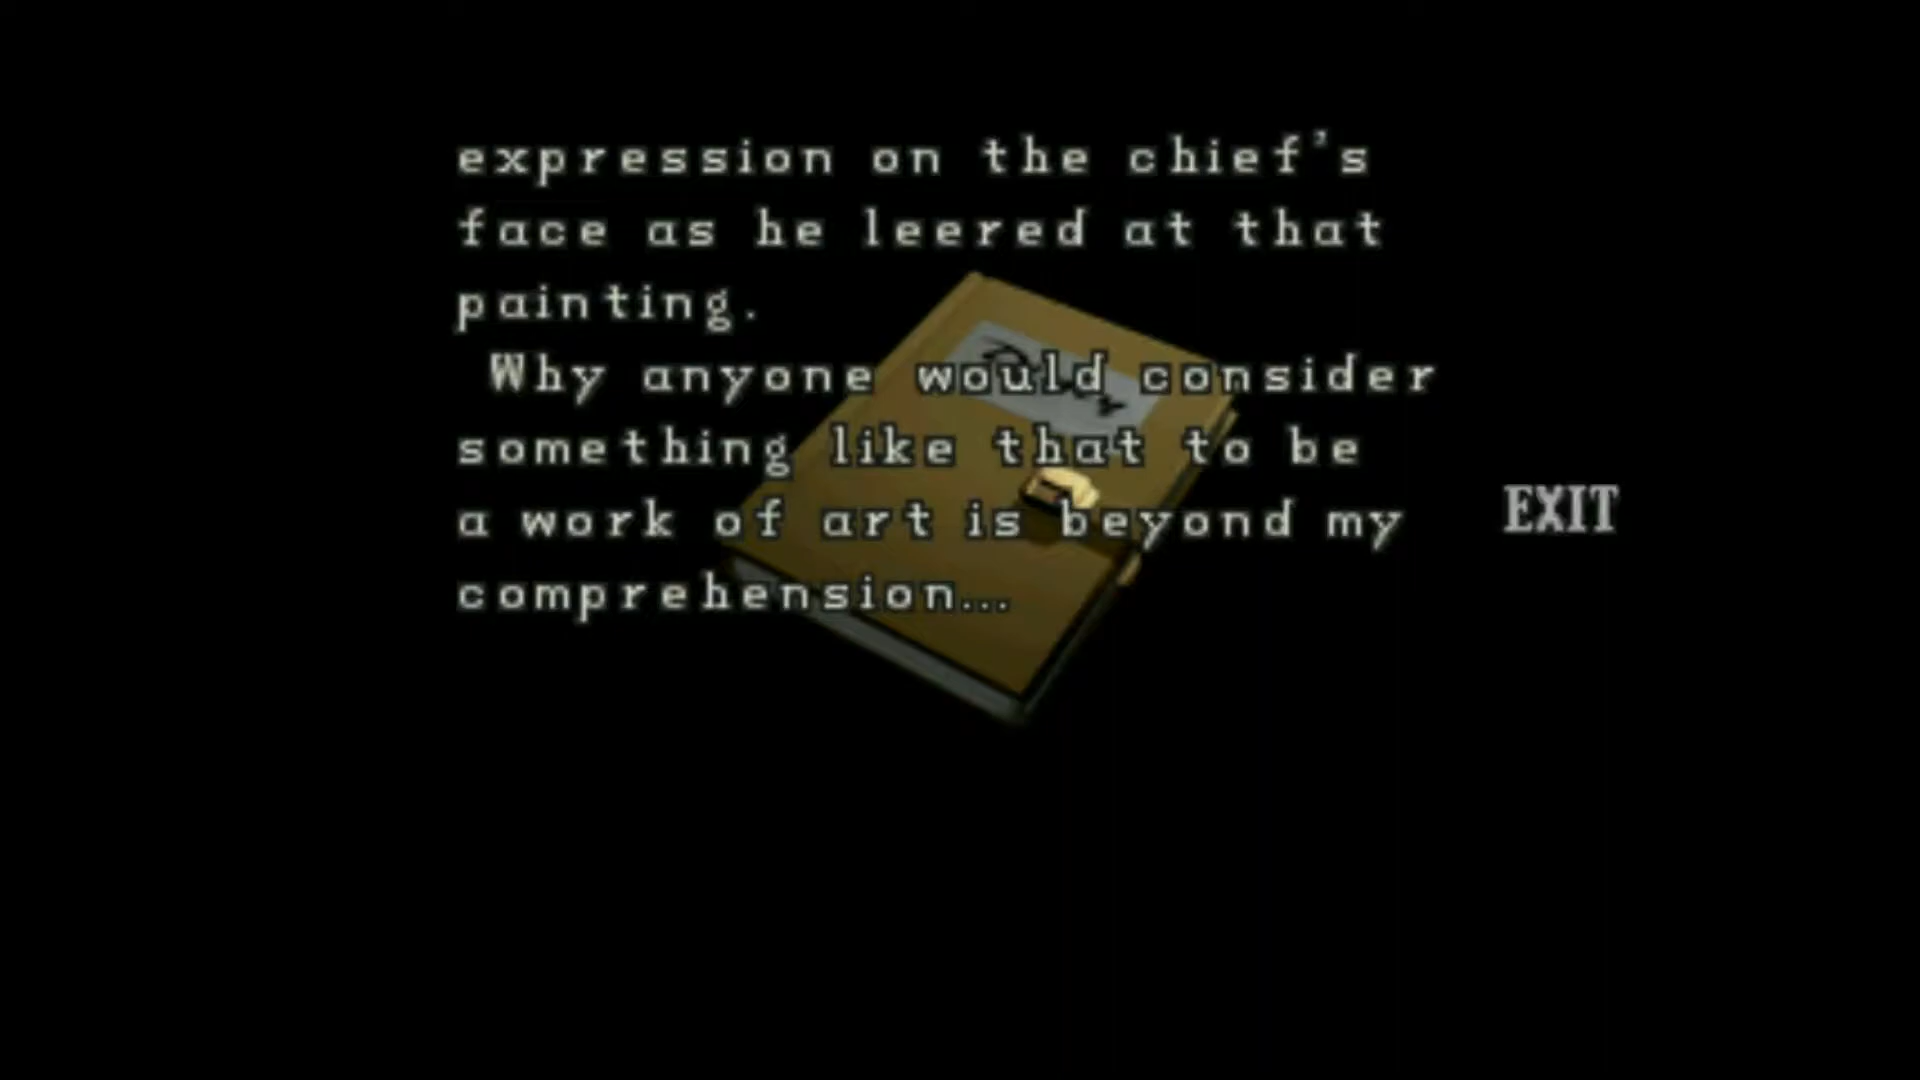 expression on the chief's
face as he leered at that
painting.
Why anyone would consider
something like that to be
a work of art is beyond my
comprehension...
EXIT